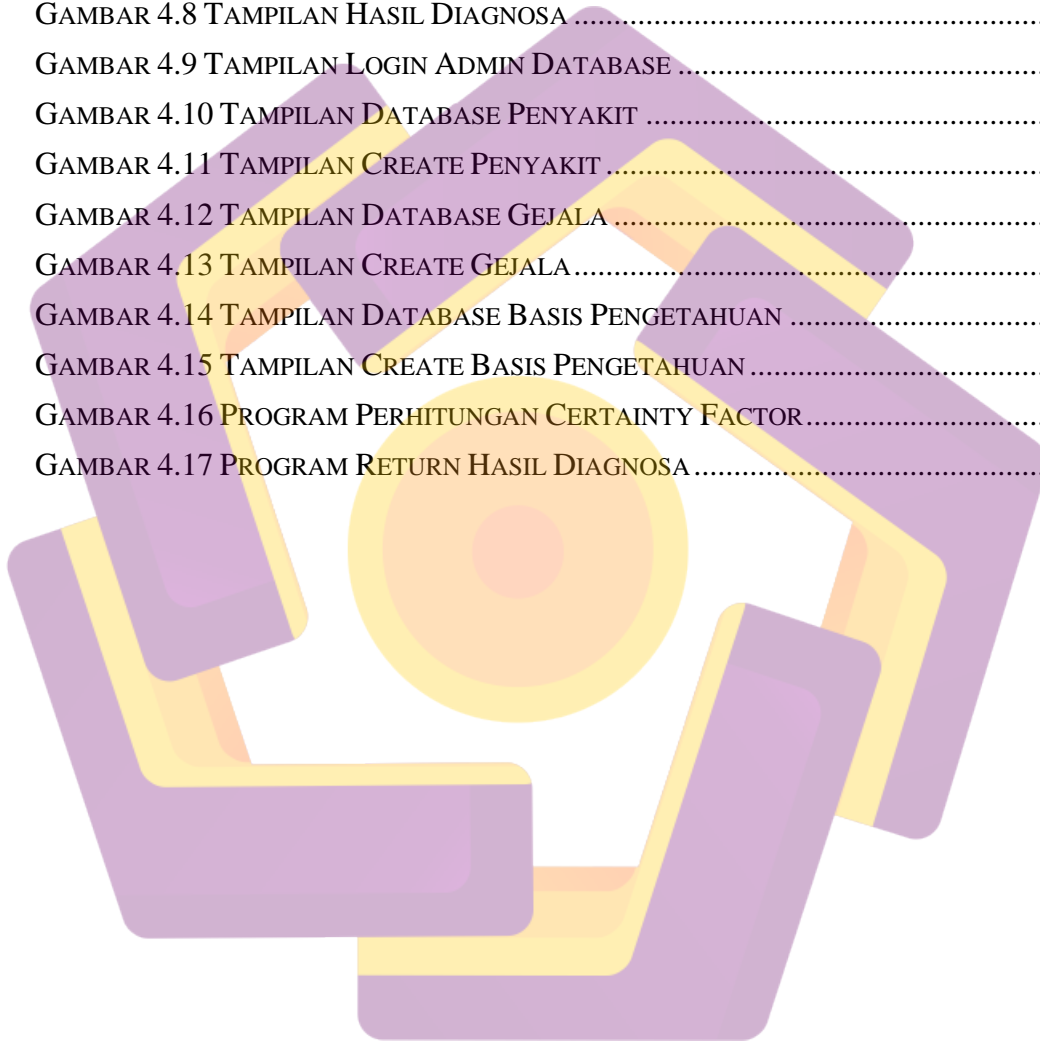 GAMBAR 4.8 TAMPILAN HASIL DIAGNOSA ........................................................
GAMBAR 4.9 TAMPILAN LOGIN ADMIN DATABASE ...........................................
GAMBAR 4.10 TAMPILAN DATABASE PENYAKIT ...............................................
GAMBAR 4.11 TAMPILAN CREATE PENYAKIT ....................................................
GAMBAR 4.12 TAMPILAN DATABASE GEJALA ....................................................
GAMBAR 4.13 TAMPILAN CREATE GEJALA ........................................................
GAMBAR 4.14 TAMPILAN DATABASE BASIS PENGETAHUAN ..............................
GAMBAR 4.15 TAMPILAN CREATE BASIS PENGETAHUAN ...................................
GAMBAR 4.16 PROGRAM PERHITUNGAN CERTAINTY FACTOR ............................
GAMBAR 4.17 PROGRAM RETURN HASIL DIAGNOSA ..........................................